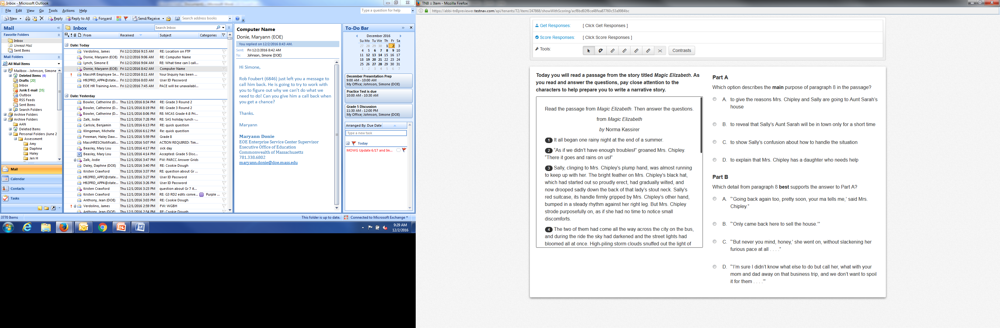 Inbox - Microsoft Outlook
File Edit View Go Tools Actions Help
Type a question for help
New Reply Reply to All Forward Send/Receive Search address books
Mail
Favorite Folders
Inbox
Unread Mail
Sent Items
Mail Folders
All Mail Items
Mailbox - Johnson, Simone
Deleted Items (4)
Drafts [20]
Inbox
Junk E-mail [35]
Outbox
RSS Feeds
Sent Items
Search Folders
Archive Folders
Archive Folders
AAN
Deleted Items
Personal Folders (June 2
Assessment
Amy
Daphne
Haley
Jen H
Mail
Calendar
Contacts
Tasks
Inbox
Search Inbox
From Received Subject Categories
Date: Today
Verdolino, James Fri 12/2/2016 9:15 AM RE: Location on FTP
Donie, Maryann (EOE) Fri 12/2/2016 9:06 AM RE: Computer Name
Lynch, Simone E Fri 12/2/2016 9:04 AM RE: What time can I call...
Donie, Maryann (EOE) Fri 12/2/2016 8:42 AM Computer Name
MassHR Employee Se... Fri 12/2/2016 8:11 AM Your Inquiry has been ...
H92PRD_APP4@state... Fri 12/2/2016 8:03 AM User ID Password
EOE HR Training Ann... Fri 12/2/2016 7:45 AM PACE will be unavailabl...
Date: Yesterday
Bowler, Catherine (D... Thu 12/1/2016 8:34 PM RE: Grade 3 Round 2
Bowler, Catherine (D... Thu 12/1/2016 8:19 PM RE: Grade 3 Round 2
Bowler, Catherine (D... Thu 12/1/2016 8:06 PM RE: MCAS Grade 4-8 Pri...
Zalk, Jodie Thu 12/1/2016 7:28 PM RE: SAS holiday lunch -...
Carlisle, Benjamin Thu 12/1/2016 6:13 PM RE: quick question
Klingeman, Michelle Thu 12/1/2016 6:12 PM Re: quick question
Freeman, Haley Daw... Thu 12/1/2016 5:59 PM Grade 8
MassHRESCNotificati... Thu 12/1/2016 5:07 PM ACTION REQUIRED: Tim...
Beasley, Mary Lou Thu 12/1/2016 4:17 PM sick day
Beasley, Mary Lou Thu 12/1/2016 4:14 PM Accepted: Grade 5 Disc...
Zalk, Jodie Thu 12/1/2016 3:47 PM FW: PARCC Answer Grids
Daley, Daphne (DOE) Thu 12/1/2016 3:40 PM RE: Cookie Dough
Kristen Crawford Thu 12/1/2016 3:37 PM RE: question about Gr ...
H92PRD_APP2@state... Thu 12/1/2016 3:27 PM User ID Password
H92PRD_APP4@state... Thu 12/1/2016 3:26 PM User ID Password
Kristen Crawford Thu 12/1/2016 3:23 PM question about Gr 7 it...
Kristen Crawford Thu 12/1/2016 3:16 PM RE: G3 RD2 edits conve... Purple ...
Anthony, Jean (DOE) Thu 12/1/2016 3:03 PM RE: Cookie Dough
Verdolino, James Thu 12/1/2016 2:59 PM FW: WGBH
Anthony, Jean (DOE) Thu 12/1/2016 2:54 PM RE: Cookie Dough
Computer Name
Donie, Maryann (EOE)
You replied on 12/2/2016 8:43 AM.
Sent: Fri 12/2/2016 8:42 AM
To: Johnson, Simone (DOE)
Hi Simone,
Rob Foubert (6846) just left you a message to
call him back. He is going to try to work with
you to figure out why we can't do what we
need to do! Can you give him a call back when
you get a chance?
Thanks.
Maryann
Maryann Donie
EOE Enterprise Service Center Supervisor
Executive Office of Education
Commonwealth of Massachusetts
781.338.6802
maryann.donie@doe.mass.edu
To-Do Bar
December 2016
Su Mo Tu We Th Fr Sa
27 28 29 30 1 2 3
4 5 6 7 8 9 10
11 12 13 14 15 16 17
18 19 20 21 22 23 24
25 26 27 28 29 30 31
1 2 3 4 5 6 7
December Presentation Prep
9:00 AM - 10:00 AM
My Office; Johnson, Simone (DOE)
Practice Test is due
10:00 AM - 10:30 AM
Grade 5 Discussion
11:30 AM - 12:00 PM
My Office; Johnson, Simone (DOE)
Arranged By: Due Date
Type a new task
Today
MOWG Update 6/17 and Im...
3770 Items
This folder is up to date. Connected to Microsoft Exchange
9:29 AM
12/2/2016
TN8 ::: Item - Mozilla Firefox
https://abbi-tn8previewer.testnav.com/api/tenants/72/item/247868/showWithScoring/acf8bd92f8ce48fea87760c53a9984bc
Get Responses: [ Click Get Responses ]
Score Responses: [ Click Score Responses ]
Tools: Contrasts
Today you will read a passage from the story titled Magic Elizabeth. As
you read and answer the questions, pay close attention to the
characters to help prepare you to write a narrative story.
Read the passage from Magic Elizabeth. Then answer the questions.
from Magic Elizabeth
by Norma Kassirer
1 It all began one rainy night at the end of a summer.
2 “As if we didn’t have enough troubles!” groaned Mrs. Chipley.
“There it goes and rains on us!”
3 Sally, clinging to Mrs. Chipley’s plump hand, was almost running
to keep up with her. The bright feather on Mrs. Chipley’s black hat,
which had started out so proudly erect, had gradually wilted, and
now drooped sadly down the back of that lady’s stout neck. Sally’s
red suitcase, its handle firmly gripped by Mrs. Chipley’s other hand,
bumped in a steady rhythm against her right leg. But Mrs. Chipley
strode purposefully on, as if she had no time to notice small
discomforts.
4 The two of them had come all the way across the city on the bus,
and during the ride the sky had darkened and the street lights had
bloomed all at once. High-piling storm clouds snuffed out the light of
Part A
Which option describes the main purpose of paragraph 8 in the passage?
A. to give the reasons Mrs. Chipley and Sally are going to Aunt Sarah’s
house
B. to reveal that Sally’s Aunt Sarah will be in town only for a short time
C. to show Sally’s confusion about how to handle the situation
D. to explain that Mrs. Chipley has a daughter who needs help
Part B
Which detail from paragraph 8 best supports the answer to Part A?
A. “‘Going back again too, pretty soon, your ma tells me,’ said Mrs.
Chipley.”
B. “‘Only came back here to sell the house.’”
C. “‘But never you mind, honey,’ she went on, without slackening her
furious pace at all . . . .”
D. “‘I’m sure I didn’t know what else to do but call her, what with your
mom and dad away on that business trip, and we don’t want to spoil
it for them . . . .’”